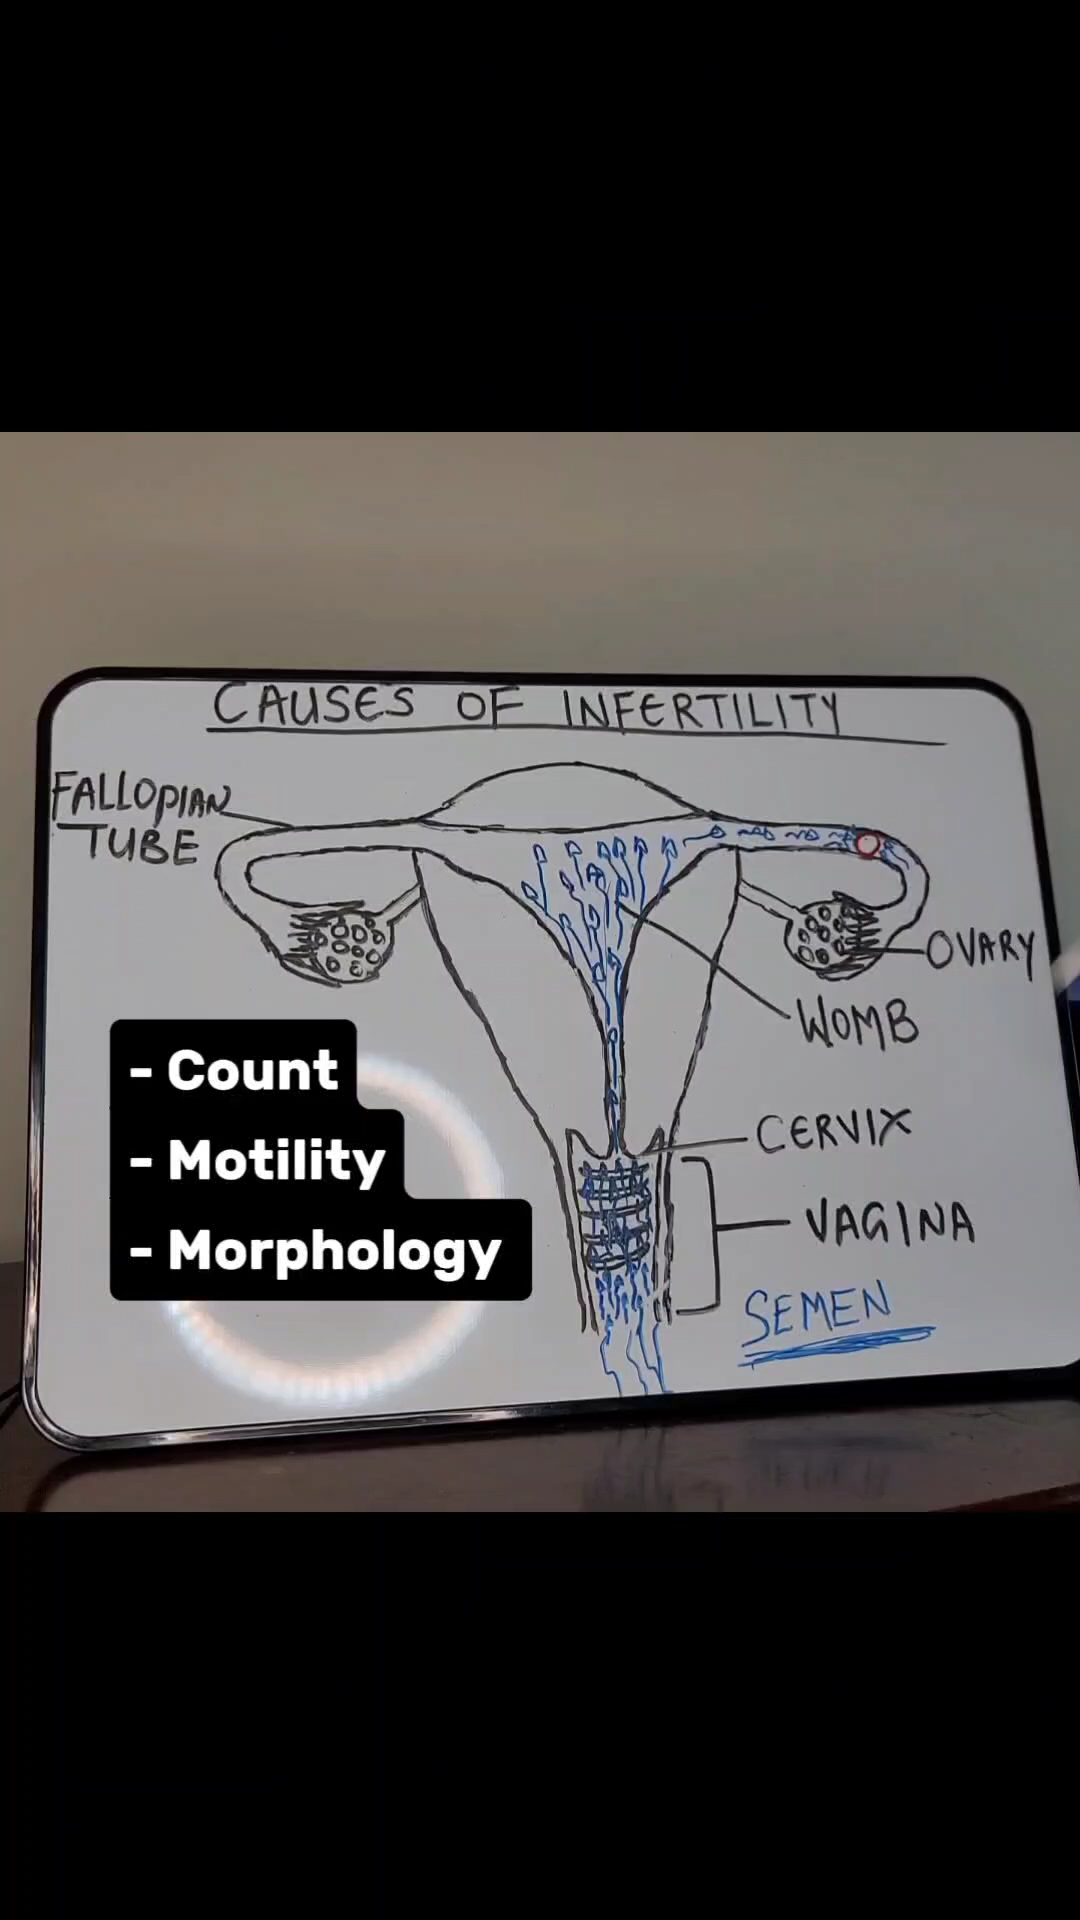 CAUSES OF INFERTILITY
FALLOPIAN
TUBE
OVARY
WOMB
- Count
CERVIX
- Motility
VAGINA
- Morphology
SEMEN